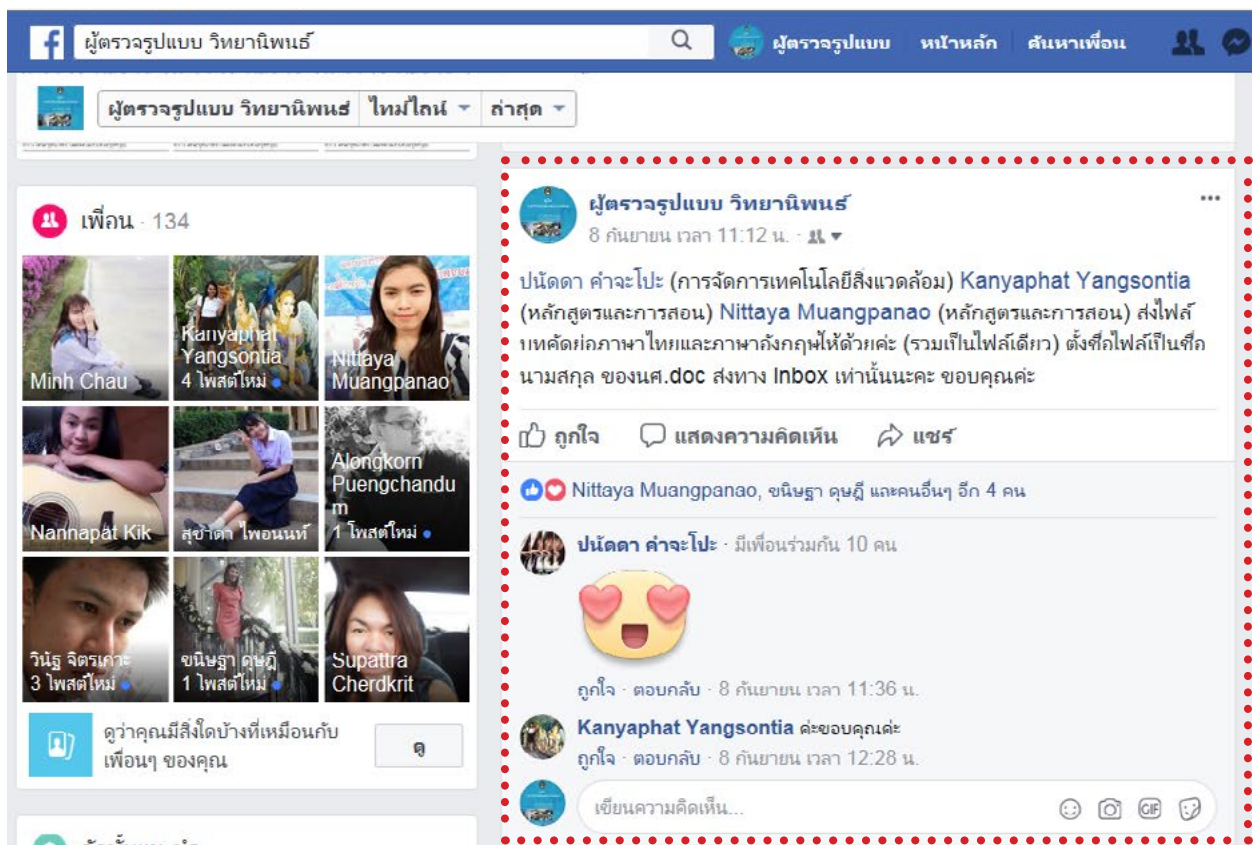 ผู้ตรวจรูปแบบ วิทยานิพนธ์
ผู้ตรวจรูปแบบ หน้าหลัก ค้นหาเพื่อน
ผู้ตรวจรูปแบบ วิทยานิพนธ์ ไทม์ไลน์ ล่าสุด
เพื่อน · 134
Minh Chau
Kanyaphat
Yangsontia
4 โพสต์ใหม่
Nittaya
Muangpanao
Nannapat Kik
สุชาดา ไพอนนท์
Alongkorn
Puengchandu
m
1 โพสต์ใหม่
วินัฐ จิตรเกาะ
3 โพสต์ใหม่
ขนิษฐา ดุษฎี
1 โพสต์ใหม่
Supattra
Cherdkrit
ดูว่าคุณมีสิ่งใดบ้างที่เหมือนกับ
เพื่อนๆ ของคุณ
ดู
ผู้ตรวจรูปแบบ วิทยานิพนธ์
8 กันยายน เวลา 11:12 น. ·
ปนัดดา คำจะโปะ (การจัดการเทคโนโลยีสิ่งแวดล้อม) Kanyaphat Yangsontia
(หลักสูตรและการสอน) Nittaya Muangpanao (หลักสูตรและการสอน) ส่งไฟล์
บทคัดย่อภาษาไทยและภาษาอังกฤษให้ด้วยค่ะ (รวมเป็นไฟล์เดียว) ตั้งชื่อไฟล์เป็นชื่อ
นามสกุล ของนศ.doc ส่งทาง Inbox เท่านั้นนะคะ ขอบคุณค่ะ
ถูกใจ แสดงความคิดเห็น แชร์
Nittaya Muangpanao, ขนิษฐา ดุษฎี และคนอื่นๆ อีก 4 คน
ปนัดดา คำจะโปะ · มีเพื่อนร่วมกัน 10 คน
ถูกใจ · ตอบกลับ · 8 กันยายน เวลา 11:36 น.
Kanyaphat Yangsontia ค่ะขอบคุณค่ะ
ถูกใจ · ตอบกลับ · 8 กันยายน เวลา 12:28 น.
เขียนความคิดเห็น...
GIF